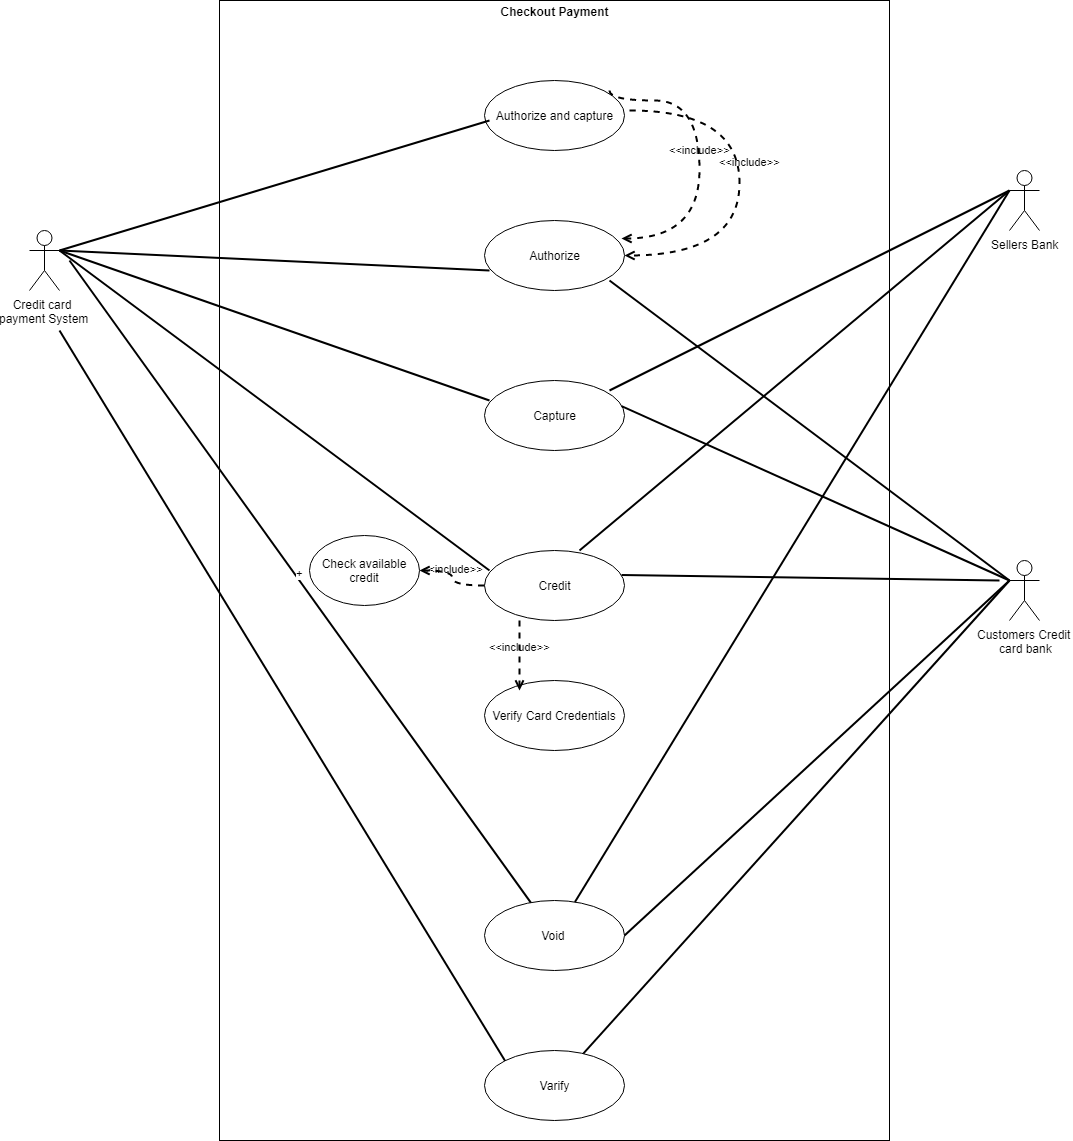 Checkout Payment
Authorize and capture
<<include>>
<<include>>
Sellers Bank
Authorize
Credit card
payment System
Capture
Check available
credit
<<include>>
+
Credit
Customers Credit
card bank
<<include>>
Verify Card Credentials
Void
Varify